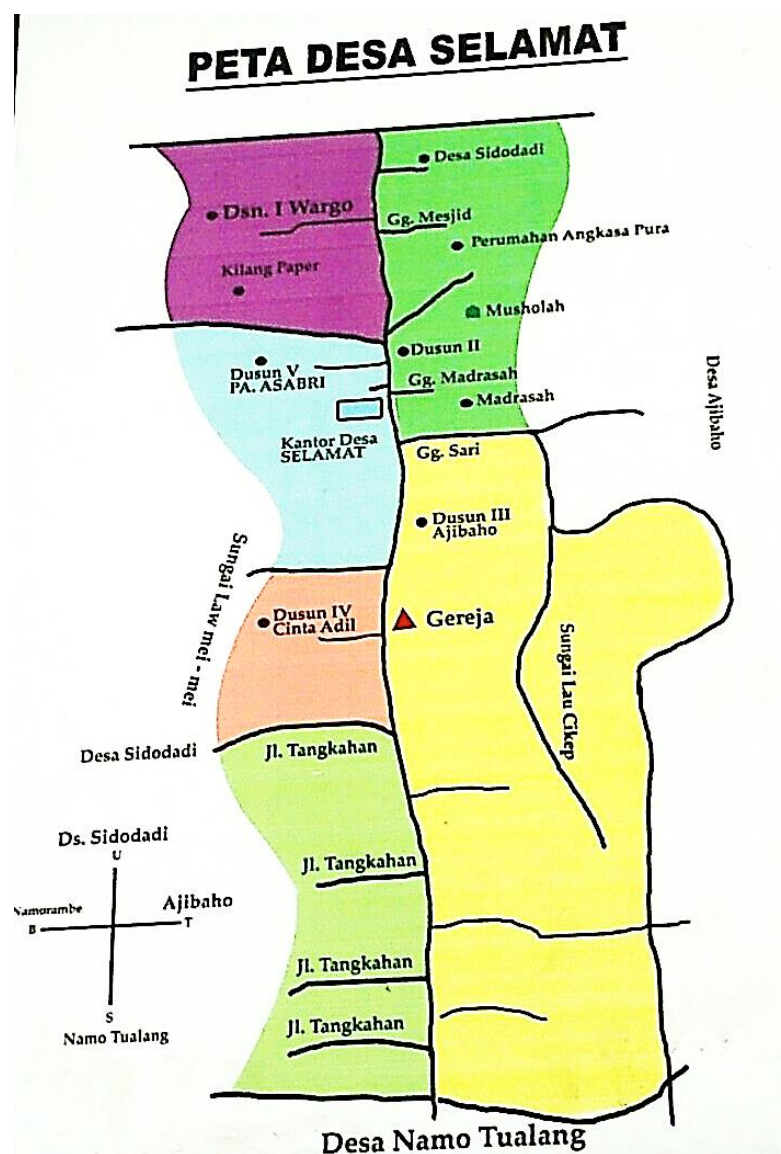 PETA DESA SELAMAT
Desa Sidodadi
Dsn. I Wargo
Gg. Mesjid
Perumahan Angkasa Pura
Kilang Paper
Musholah
Dusun II
Dusun V
PA. ASABRI
Gg. Madrasah
Madrasah
Desa Ajibaho
Kantor Desa
SELAMAT
Gg. Sari
Dusun III
Ajibaho
Sungai Law mei - mei
Dusun IV
Cinta Adil
Gereja
Sungai Lau Cikep
Desa Sidodadi
Jl. Tangkahan
Ds. Sidodadi
U
Jl. Tangkahan
Namorambe
Ajibaho
B
T
Jl. Tangkahan
S
Namo Tualang
Jl. Tangkahan
Desa Namo Tualang